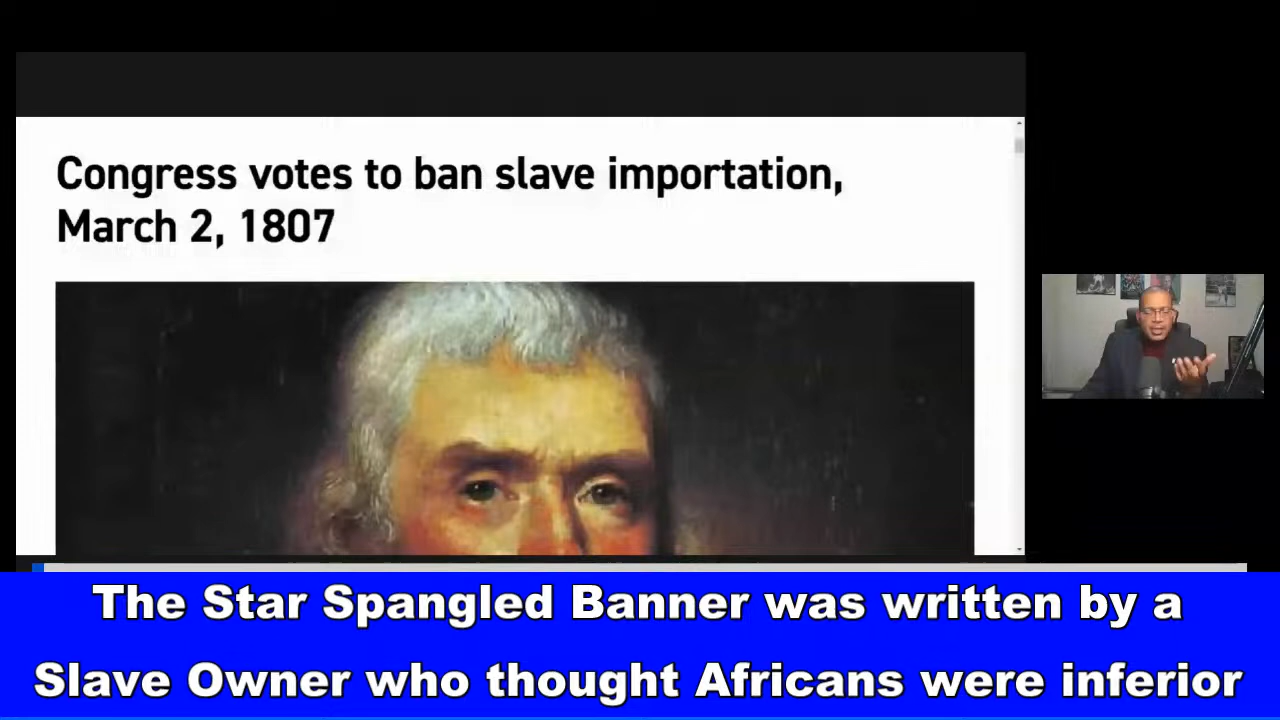 Congress votes to ban slave importation,
March 2, 1807
The Star Spangled Banner was written by a
Slave Owner who thought Africans were inferior